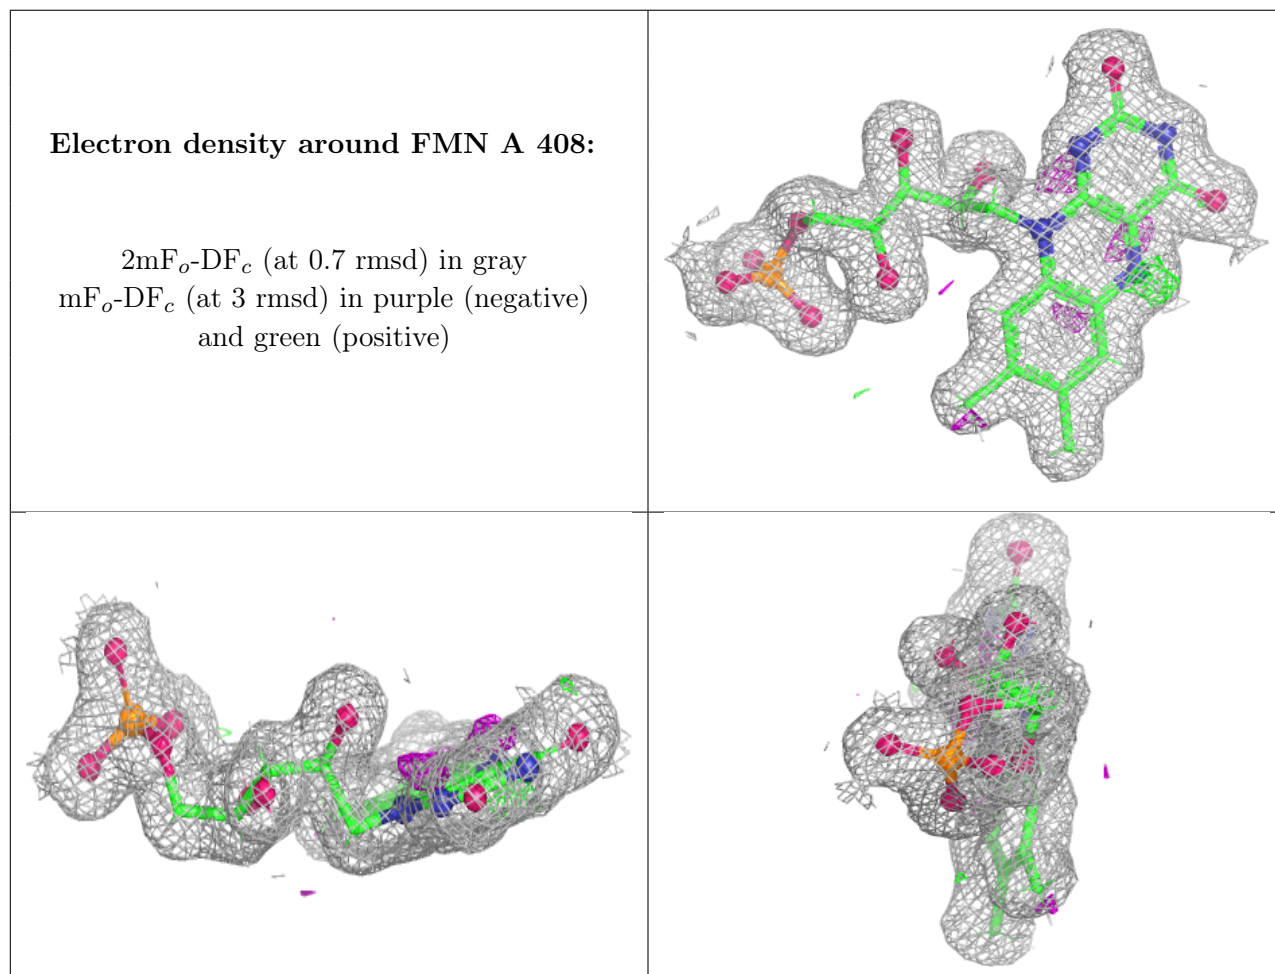 Electron density around FMN A 408:
2mFo-DFc (at 0.7 rmsd) in gray
mFo-DFc (at 3 rmsd) in purple (negative)
and green (positive)